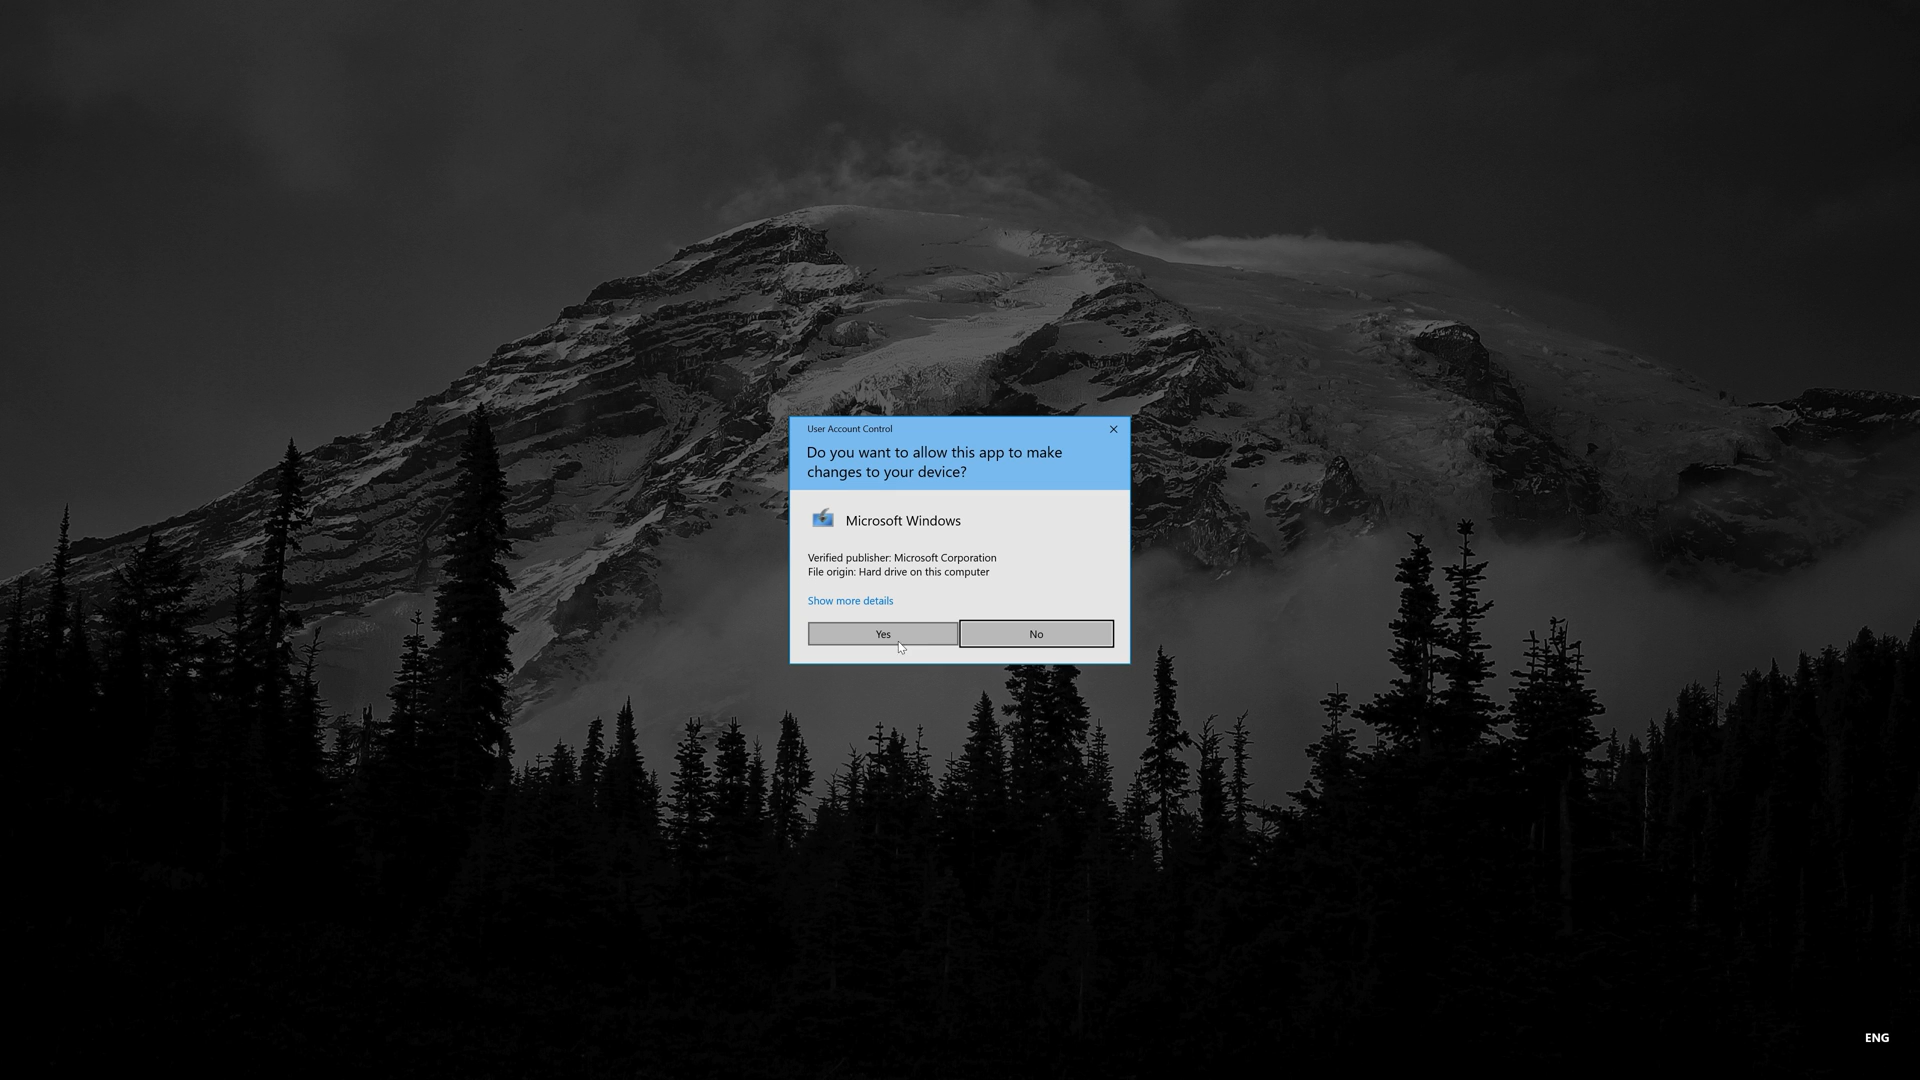 User Account Control
Do you want to allow this app to make
changes to your device?
Microsoft Windows
Verified publisher: Microsoft Corporation
File origin: Hard drive on this computer
Show more details
Yes
No
ENG